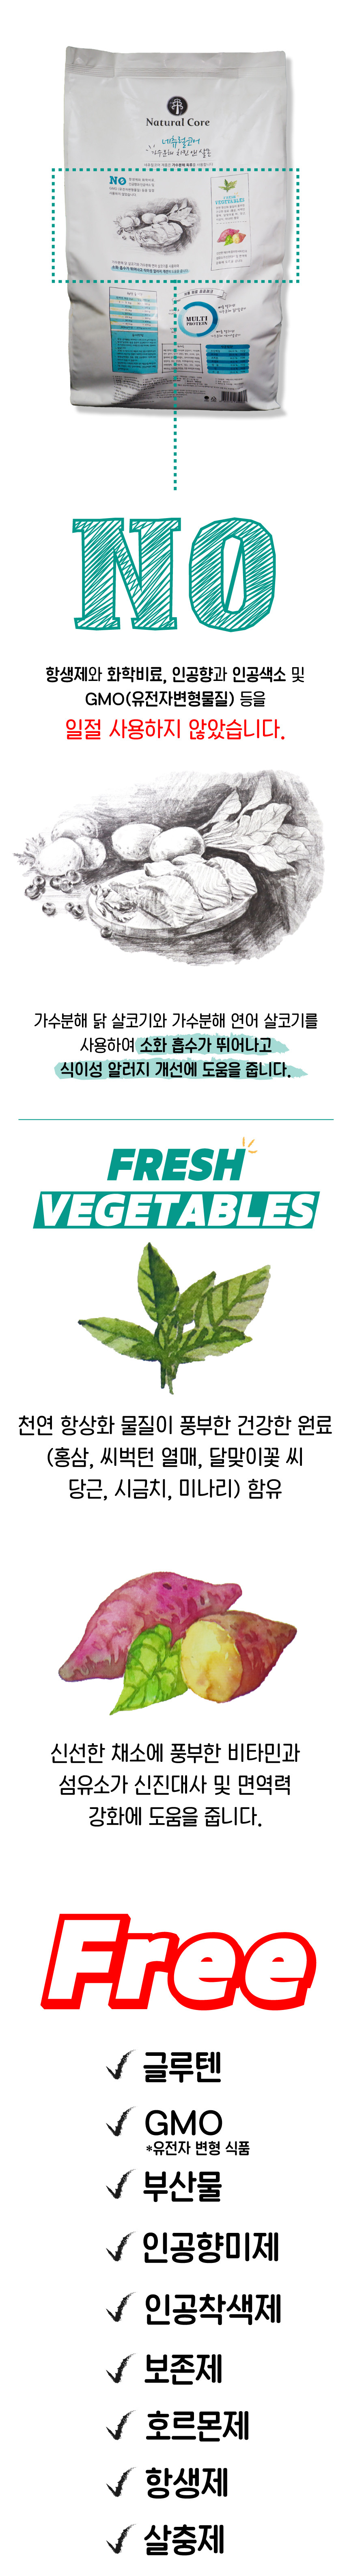 Natural Core
네츄럴코어
NO
FRESH
VEGETABLES
MULTI
PROTEIN
NO
항생제와 화학비료, 인공향과 인공색소 및
GMO(유전자변형물질) 등을
일절 사용하지 않았습니다.
가수분해 닭 살코기와 가수분해 연어 살코기를
사용하여 소화 흡수가 뛰어나고
식이성 알러지 개선에 도움을 줍니다.
FRESH
VEGETABLES
천연 항상화 물질이 풍부한 건강한 원료
(홍삼, 씨벅턴 열매, 달맞이꽃 씨
당근, 시금치, 미나리) 함유
신선한 채소에 풍부한 비타민과
섬유소가 신진대사 및 면역력
강화에 도움을 줍니다.
Free
글루텐
GMO
*유전자 변형 식품
부산물
인공향미제
인공착색제
보존제
호르몬제
항생제
살충제